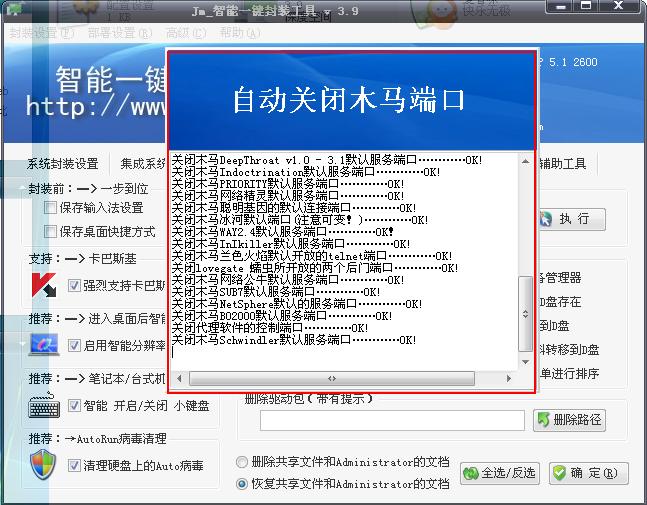 配置设置
1 KB
Jm_智能一键封装工具 v 3.9
快乐无极
封装设置(F) 部署设置(R) 高级(C) 帮助(A)
智能一键
5.1 2600
http://www
自动关闭木马端口
系统封装设置
集成系统
辅助工具
关闭木马DeepThroat v1.0 - 3.1默认服务端口…………OK!
关闭木马Indoctrination默认服务端口…………OK!
关闭木马PRIORITY默认服务端口…………OK!
关闭木马网络精灵默认服务端口…………OK!
关闭木马聪明基因的默认连接端口…………OK!
关闭木马冰河默认端口(注意可变! )…………OK!
关闭木马WAY2.4默认服务端口…………OK!
关闭木马InIkiller默认服务端口…………OK!
关闭木马兰色火焰默认开放的telnet端口…………OK!
关闭lovegate 蠕虫所开放的两个后门端口…………OK!
关闭木马网络公牛默认服务端口…………OK!
关闭木马SUB7默认服务端口…………OK!
关闭木马NetSphere默认的服务端口…………OK!
关闭木马BO2000默认服务端口…………OK!
关闭代理软件的控制端口…………OK!
关闭木马Schwindler默认服务端口…………OK!
封装前：—>一步到位
保存输入法设置
保存桌面快捷方式
执 行
支持：—>卡巴斯基
强烈支持卡巴斯
备管理器
D盘存在
推荐：—>进入桌面后智能
到D盘
启用智能分辨率
料转移到D盘
推荐：—>笔记本/台式机
单进行排序
智能 开启/关闭 小键盘
删除驱动包（ 带有提示 ）
删除路径
推荐：→AutoRun病毒清理
清理硬盘上的Auto病毒
删除共享文件和Administrator的文档
恢复共享文件和Administrator的文档
全选/反选
确 定(R)